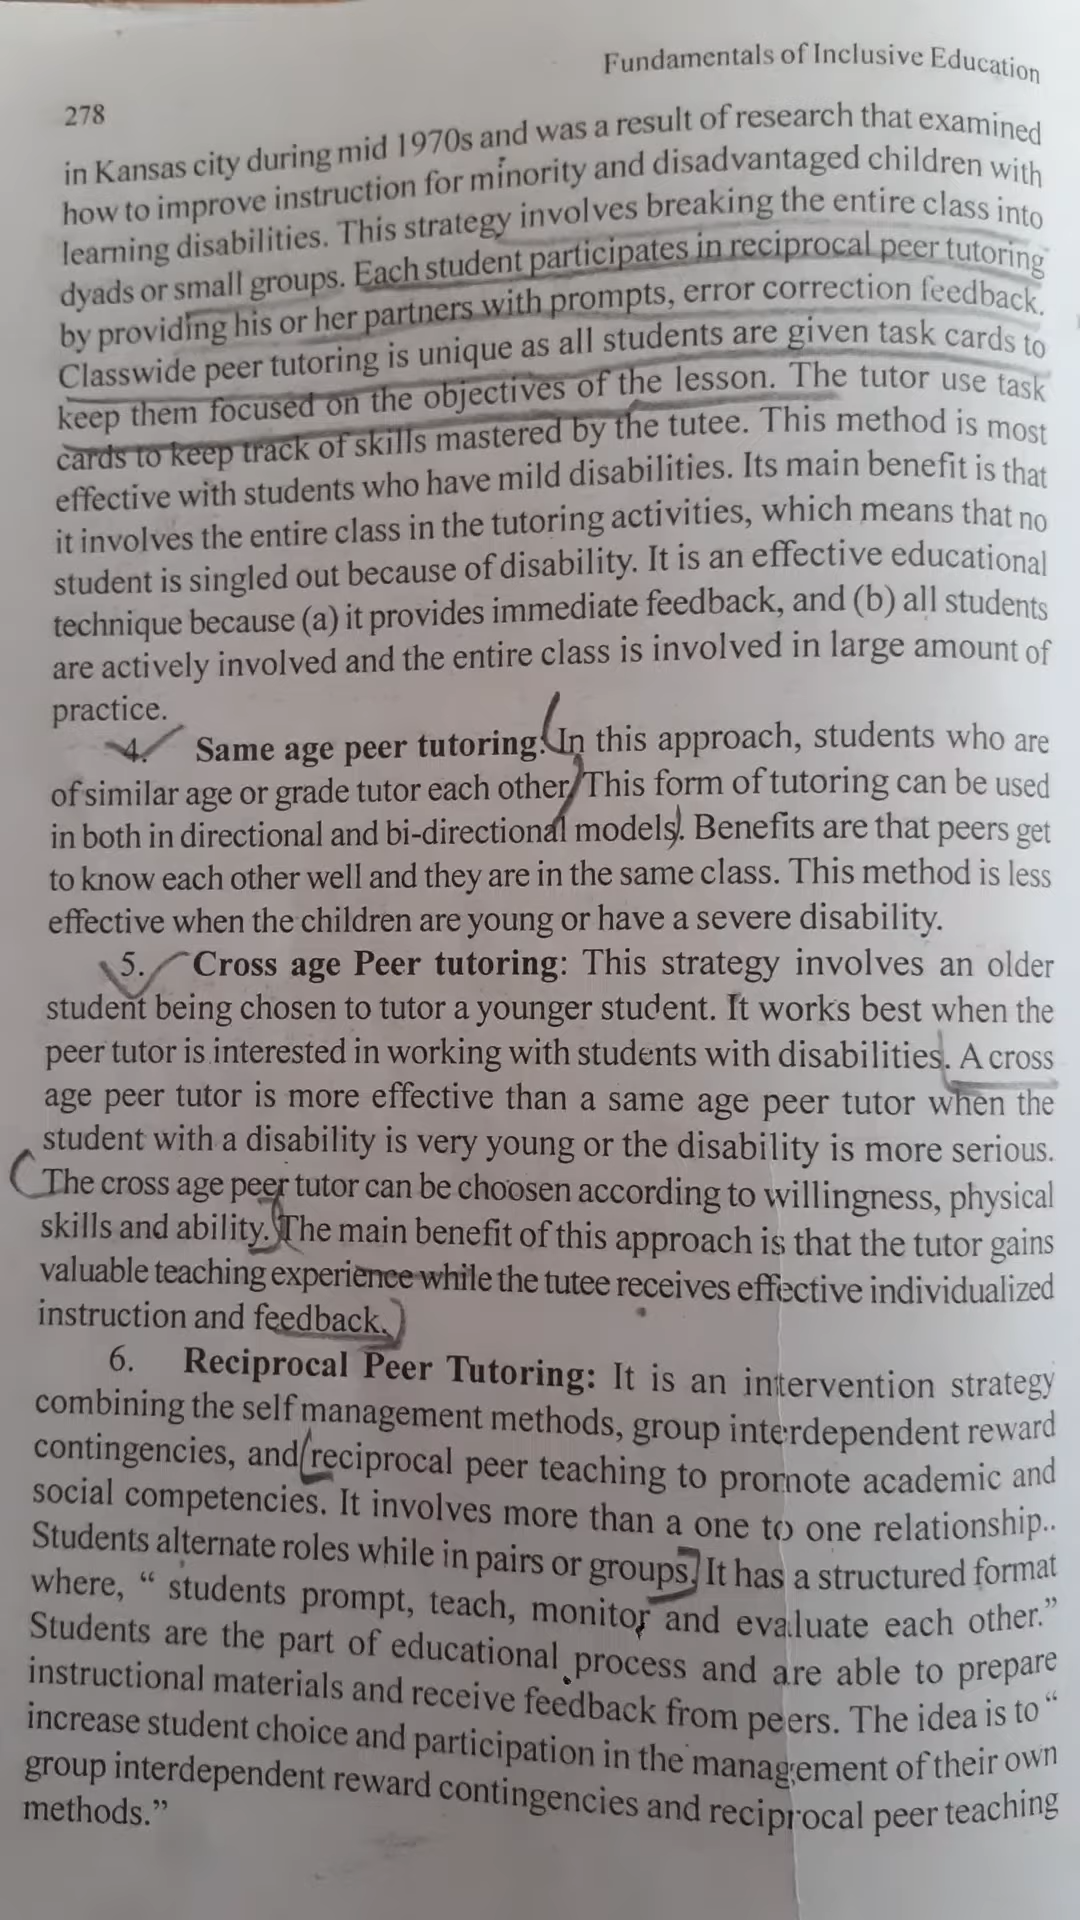 Fundamentals of Inclusive Education
278
in Kansas city during mid 1970s and was a result of research that examined
how to improve instruction for minority and disadvantaged children with
learning disabilities. This strategy involves breaking the entire class into
dyads or small groups. Each student participates in reciprocal peer tutoring
by providing his or her partners with prompts, error correction feedback.
Classwide peer tutoring is unique as all students are given task cards to
keep them focused on the objectives of the lesson. The tutor use task
cards to keep track of skills mastered by the tutee. This method is most
effective with students who have mild disabilities. Its main benefit is that
it involves the entire class in the tutoring activities, which means that no
student is singled out because of disability. It is an effective educational
technique because (a) it provides immediate feedback, and (b) all students
are actively involved and the entire class is involved in large amount of
practice.
4. Same age peer tutoring: In this approach, students who are
of similar age or grade tutor each other. This form of tutoring can be used
in both in directional and bi-directional models. Benefits are that peers get
to know each other well and they are in the same class. This method is less
effective when the children are young or have a severe disability.
5. Cross age Peer tutoring: This strategy involves an older
student being chosen to tutor a younger student. It works best when the
peer tutor is interested in working with students with disabilities. A cross
age peer tutor is more effective than a same age peer tutor when the
student with a disability is very young or the disability is more serious.
The cross age peer tutor can be choosen according to willingness, physical
skills and ability. The main benefit of this approach is that the tutor gains
valuable teaching experience while the tutee receives effective individualized
instruction and feedback.
6. Reciprocal Peer Tutoring: It is an intervention strategy
combining the self management methods, group interdependent reward
contingencies, and reciprocal peer teaching to promote academic and
social competencies. It involves more than a one to one relationship..
Students alternate roles while in pairs or groups. It has a structured format
where, “ students prompt, teach, monitor and evaluate each other.”
Students are the part of educational process and are able to prepare
instructional materials and receive feedback from peers. The idea is to “
increase student choice and participation in the management of their own
group interdependent reward contingencies and reciprocal peer teaching
methods.”